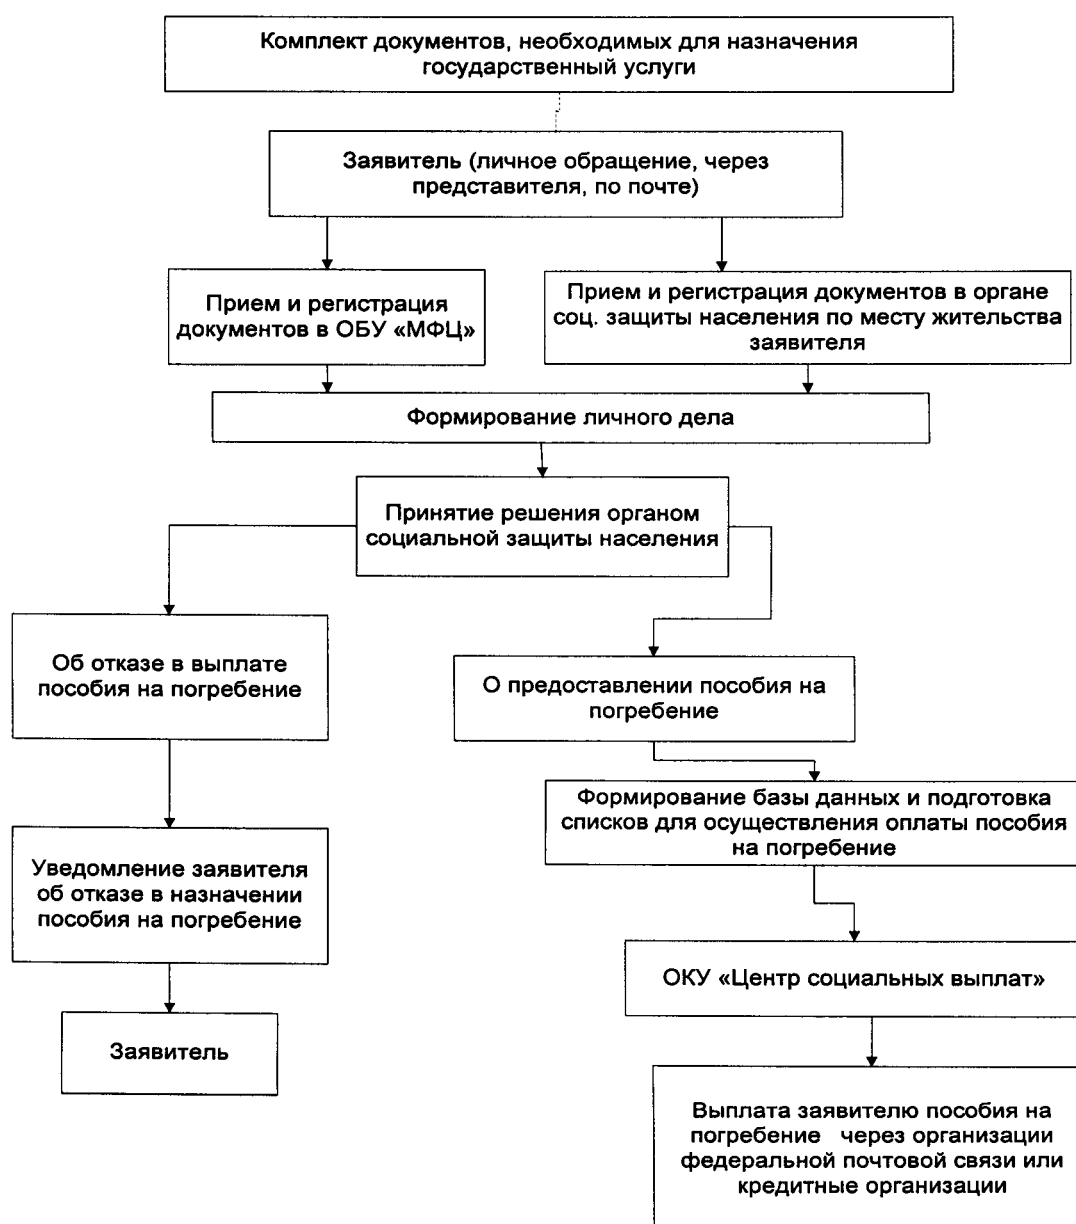 Комплект документов, необходимых для назначения
государственный услуги
Заявитель (личное обращение, через
представителя, по почте)
Прием и регистрация
документов в ОБУ «МФЦ»
Прием и регистрация документов в органе
соц. защиты населения по месту жительства
заявителя
Формирование личного дела
Принятие решения органом
социальной защиты населения
Об отказе в выплате
пособия на погребение
О предоставлении пособия на
погребение
Формирование базы данных и подготовка
списков для осуществления оплаты пособия
на погребение
Уведомление заявителя
об отказе в назначении
пособия на погребение
ОКУ «Центр социальных выплат»
Заявитель
Выплата заявителю пособия на
погребение через организации
федеральной почтовой связи или
кредитные организации